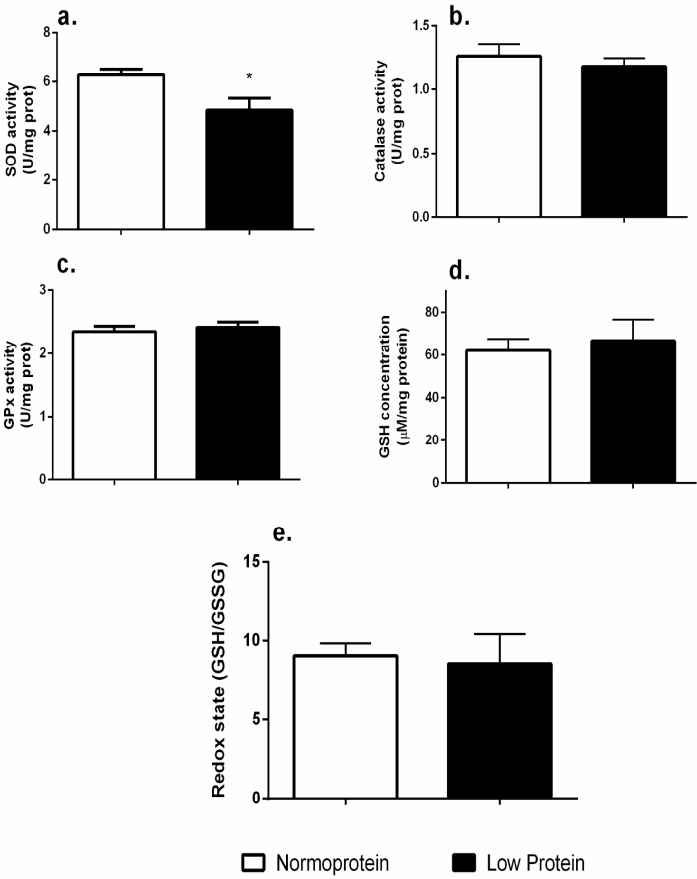 a.
SOD activity
(U/mg prot)
8
6
4
2
0
*
b.
Catalase activity
(U/mg prot)
1.5
1.0
0.5
0.0
c.
GPx activity
(U/mg prot)
3
2
1
0
d.
GSH concentration
(µM/mg protein)
80
60
40
20
0
e.
Redox state (GSH/GSSG)
15
10
5
0
Normoprotein
Low Protein